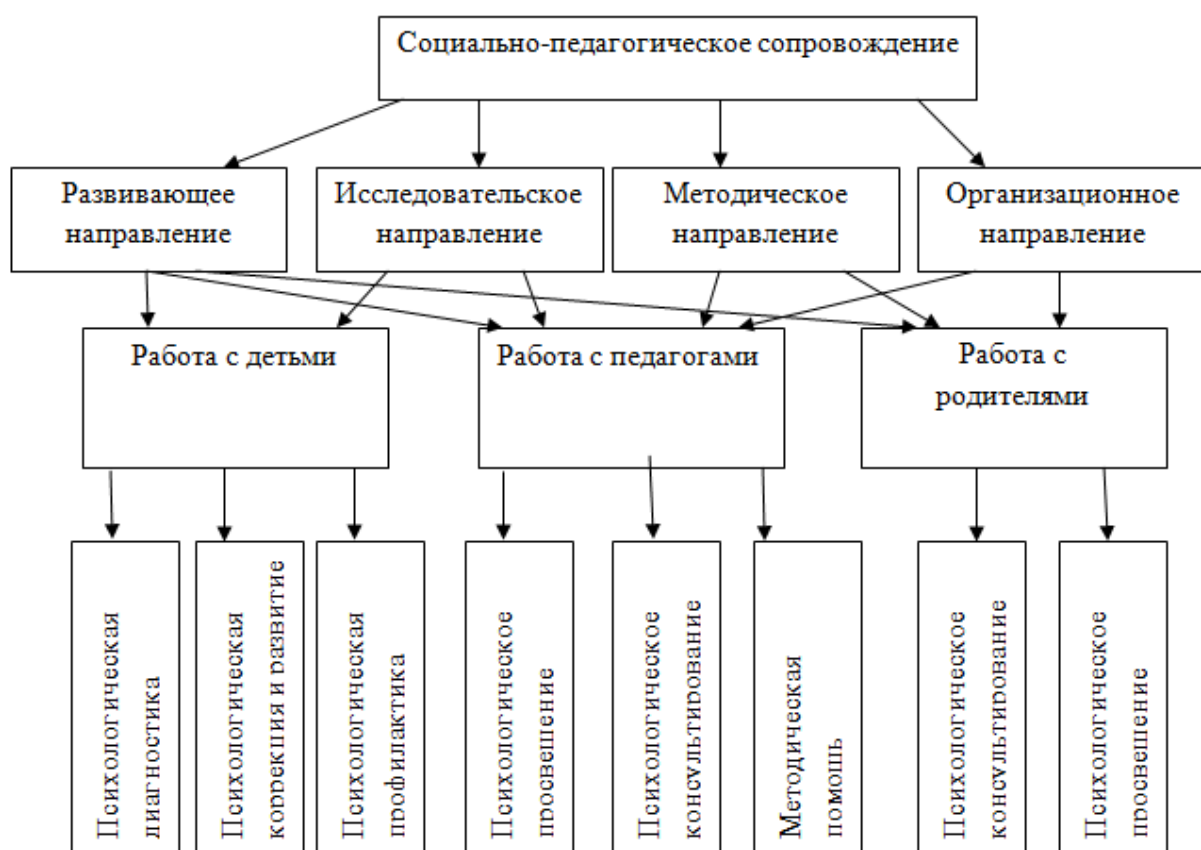 Социально-педагогическое сопровождение
Развивающее
направление
Исследовательское
направление
Методическое
направление
Организационное
направление
Работа с детьми
Работа с педагогами
Работа с
родителями
Психологическая
диагностика
Психологическая
коррекция и развитие
Психологическая
профилактика
Психологическое
просвещение
Психологическое
консультирование
Методическая
помощь
Психологическое
консультирование
Психологическое
просвещение